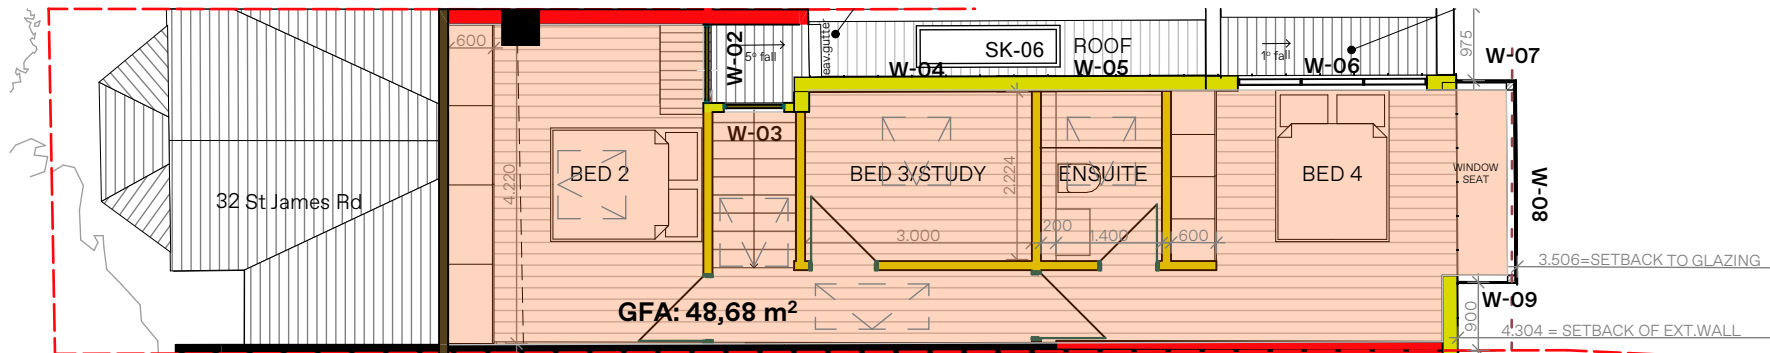 600
W-02
5° fall
eav.gutter
W-04
SK-06
ROOF
W-05
1° fall
W-06
975
W-07
W-03
32 St James Rd
4.220
BED 2
BED 3./STUDY
2.224
ENSUITE
BED 4
WINDOW
SEAT
W-08
3.000
200
1.400
600
3.506=SETBACK TO GLAZING
GFA: 48,68 m²
W-09
900
4.304 = SETBACK OF EXT.WALL